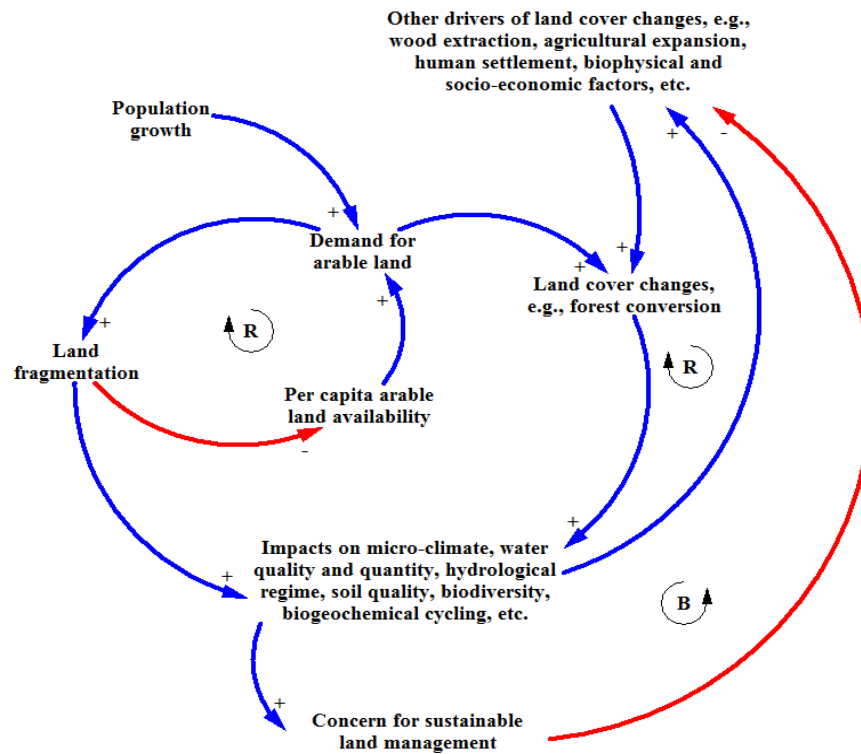 Other drivers of land cover changes, e.g.,
wood extraction, agricultural expansion,
human settlement, biophysical and
socio-economic factors, etc.
Population
growth
+
-
+
Demand for
arable land
+
+
Land cover changes,
e.g., forest conversion
+
+
R
Land
fragmentation
R
Per capita arable
land availability
-
+
Impacts on micro-climate, water
quality and quantity, hydrological
regime, soil quality, biodiversity,
biogeochemical cycling, etc.
+
B
+
Concern for sustainable
land management